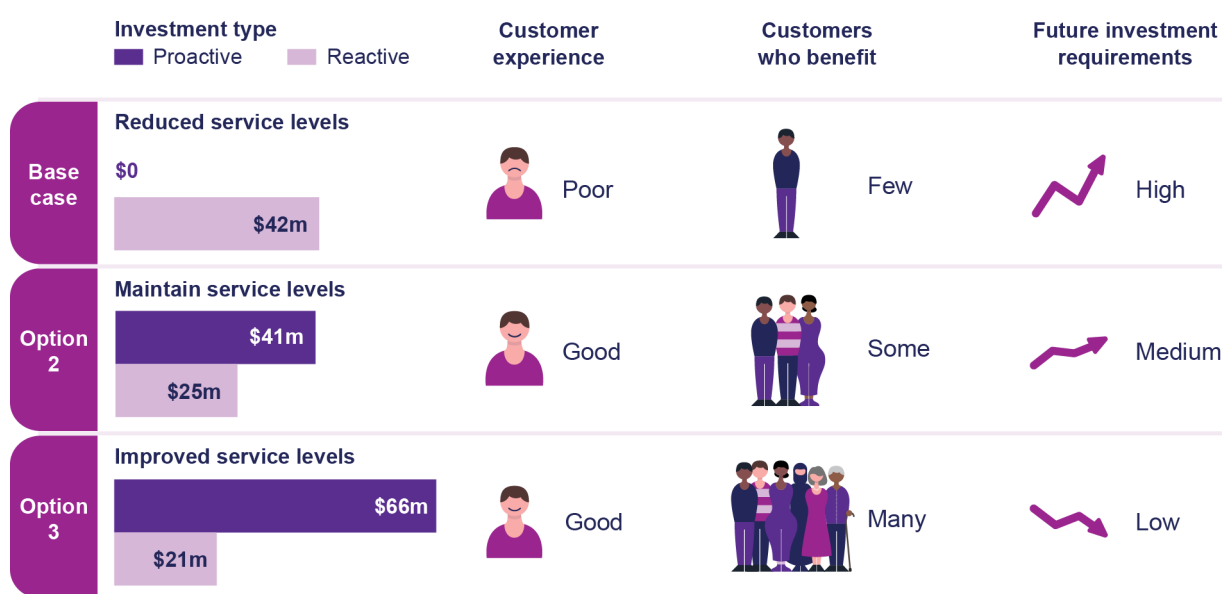 Investment type
Proactive
Reactive
Customer
experience
Customers
who benefit
Future investment
requirements
Base
case
Reduced service levels
$0
$42m
Poor
Few
High
Option
2
Maintain service levels
$41m
$25m
Good
Some
Medium
Option
3
Improved service levels
$66m
$21m
Good
Many
Low